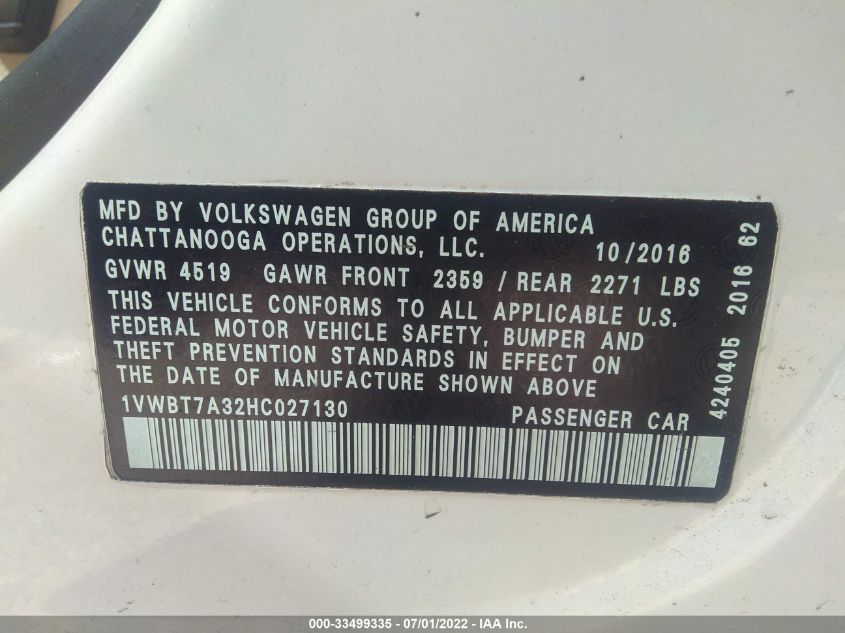 MFD BY VOLKSWAGEN GROUP OF AMERICA
CHATTANOOGA OPERATIONS, LLC. 10/2016
GVWR 4519 GAWR FRONT 2359 / REAR 2271 LBS
THIS VEHICLE CONFORMS TO ALL APPLICABLE U.S.
FEDERAL MOTOR VEHICLE SAFETY, BUMPER AND
THEFT PREVENTION STANDARDS IN EFFECT ON
THE DATE OF MANUFACTURE SHOWN ABOVE
1VWBT7A32HC027130 PASSENGER CAR
4240405 2016 62
000-33499335 - 07/01/2022 - IAA Inc.